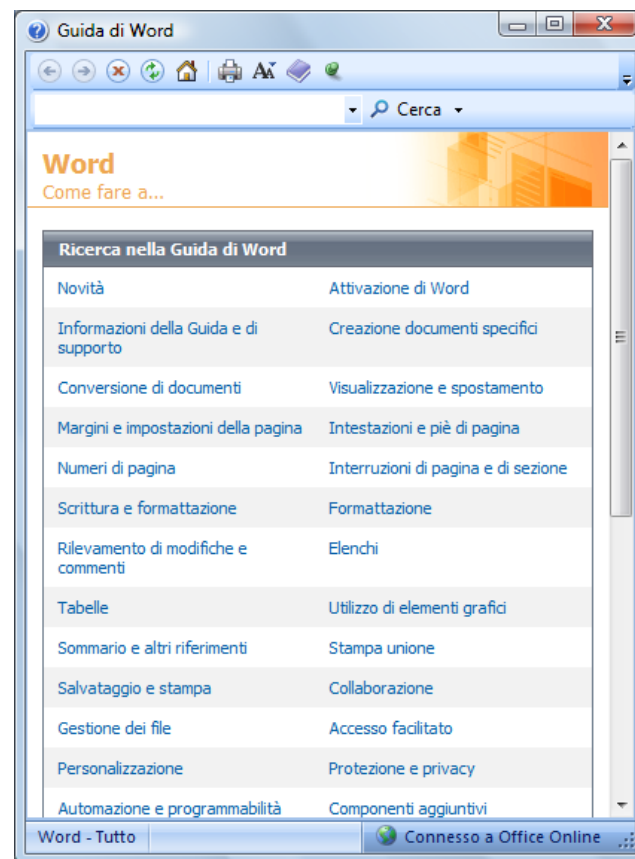 Guida di Word
Cerca
Word
Come fare a...
Ricerca nella Guida di Word
Novità
Attivazione di Word
Informazioni della Guida e di
supporto
Creazione documenti specifici
Conversione di documenti
Visualizzazione e spostamento
Margini e impostazioni della pagina
Intestazioni e piè di pagina
Numeri di pagina
Interruzioni di pagina e di sezione
Scrittura e formattazione
Formattazione
Rilevamento di modifiche e
commenti
Elenchi
Tabelle
Utilizzo di elementi grafici
Sommario e altri riferimenti
Stampa unione
Salvataggio e stampa
Collaborazione
Gestione dei file
Accesso facilitato
Personalizzazione
Protezione e privacy
Automazione e programmabilità
Componenti aggiuntivi
Word - Tutto
Connesso a Office Online